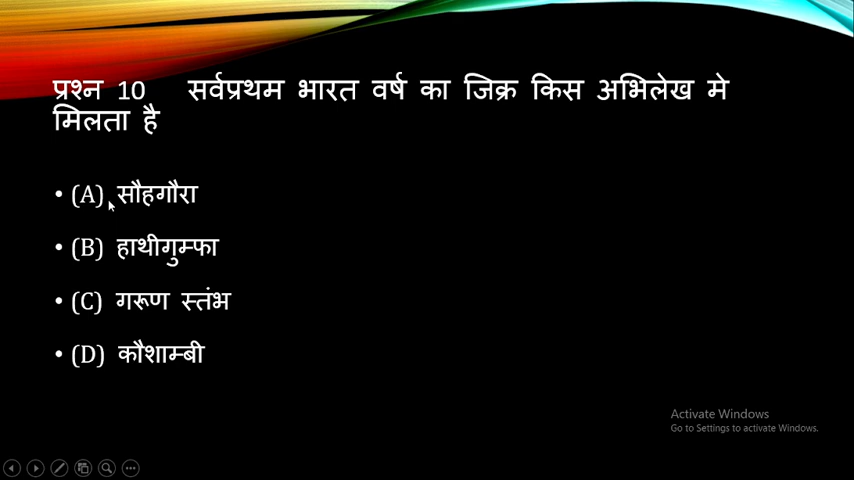 प्रश्न 10 सर्वप्रथम भारत वर्ष का जिक्र किस अभिलेख मे
मिलता है
• (A) सौहगौरा
• (B) हाथीगुम्फा
• (C) गरूण स्तंभ
• (D) कौशाम्बी
Activate Windows
Go to Settings to activate Windows.